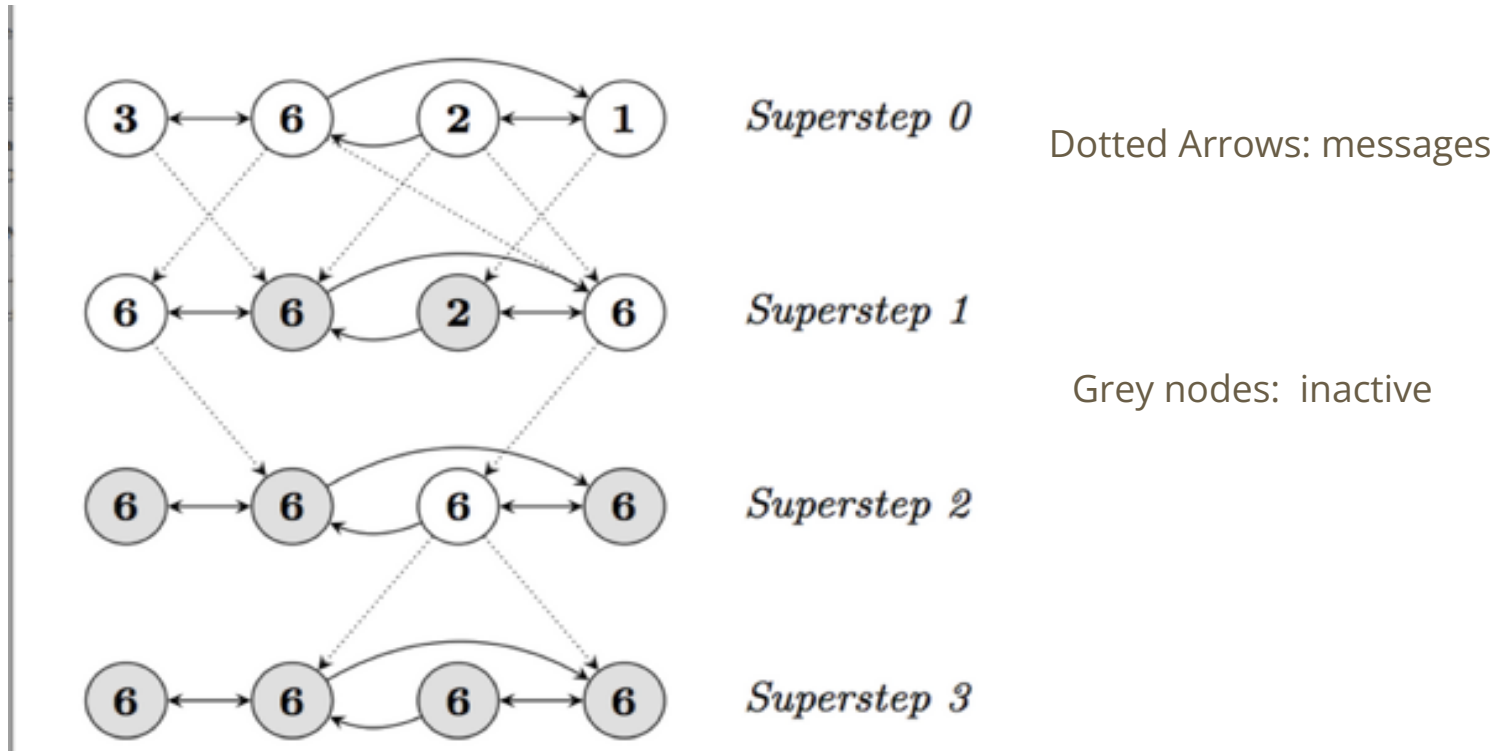 3 6 2 1 Superstep 0
Dotted Arrows: messages
6 6 2 6 Superstep 1
Grey nodes: inactive
6 6 6 6 Superstep 2
6 6 6 6 Superstep 3